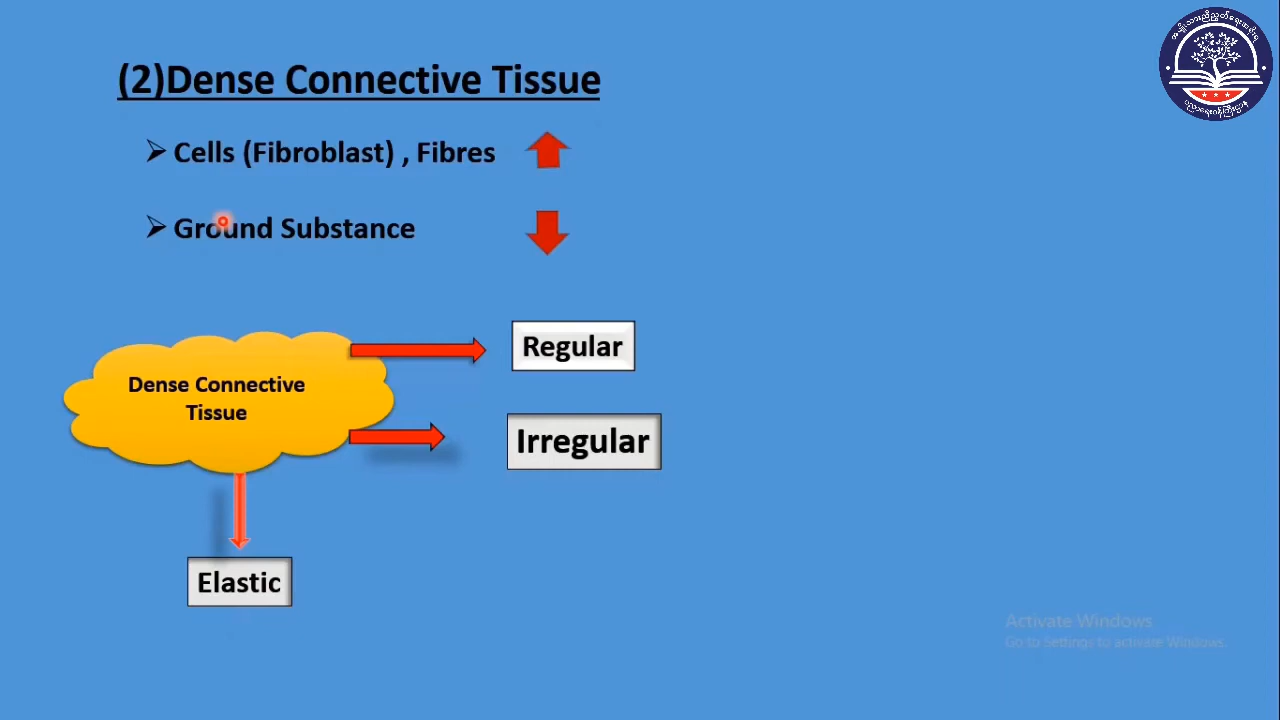 (2)Dense Connective Tissue
Cells (Fibroblast) , Fibres
Ground Substance
Dense Connective
Tissue
Regular
Irregular
Elastic
Activate Windows
Go to Settings to activate Windows.